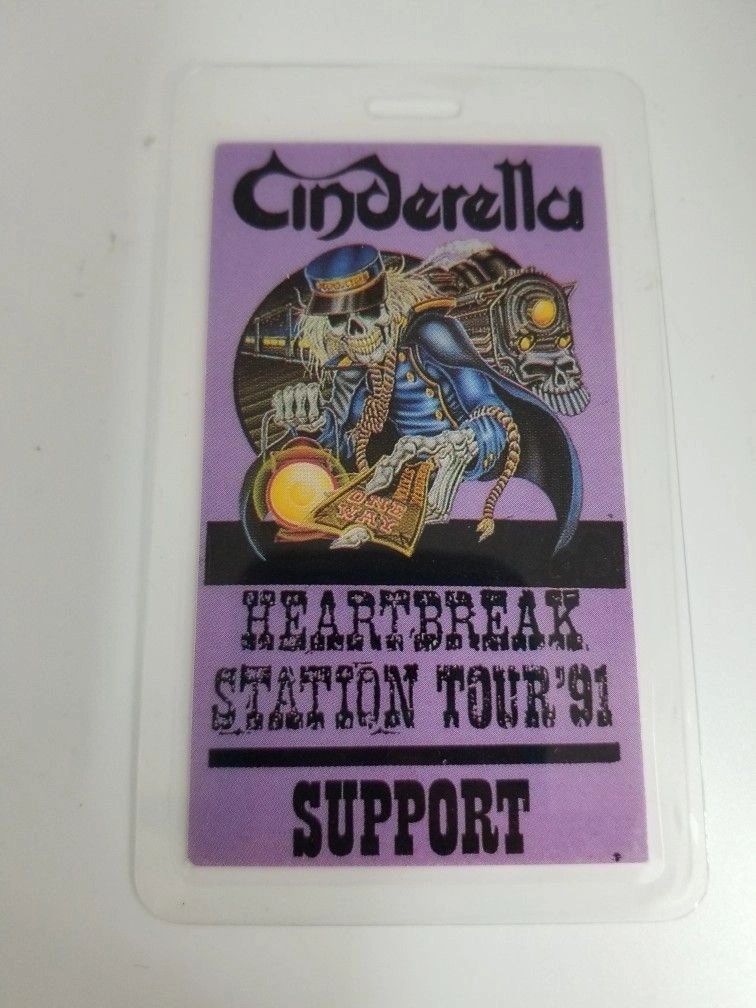 Cinderella
ONE
WAY
HEARTBREAK
STATION TOUR'91
SUPPORT